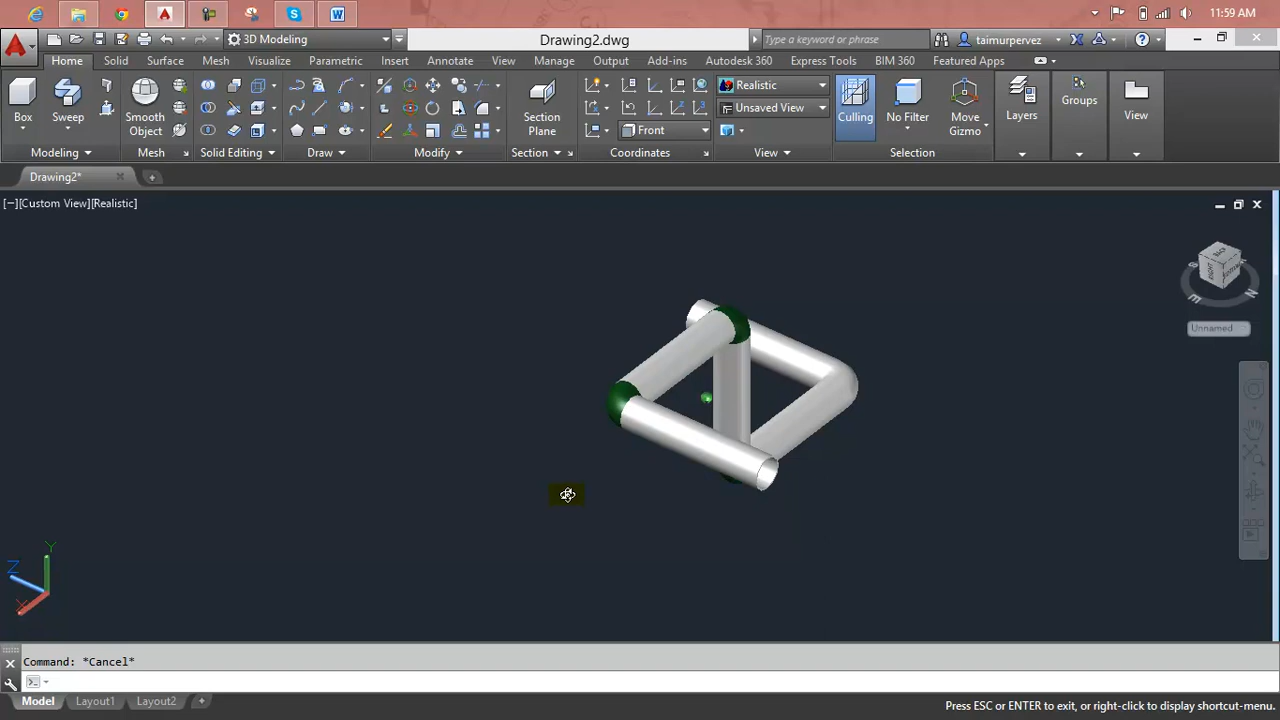 11:59 AM
3D Modeling
Drawing2.dwg
Type a keyword or phrase
taimurpervez
Home Solid Surface Mesh Visualize Parametric Insert Annotate View Manage Output Add-ins Autodesk 360 Express Tools BIM 360 Featured Apps
Realistic
Unsaved View
Front
Box
Sweep
Smooth
Object
Section
Plane
Culling
No Filter
Move
Gizmo
Layers
Groups
View
Modeling
Mesh
Solid Editing
Draw
Modify
Section
Coordinates
View
Selection
Drawing2*
[−][Custom View][Realistic]
BACK
RIGHT
S
E
N
Unnamed
Y
Z
X
Command: *Cancel*
Model
Layout1
Layout2
Press ESC or ENTER to exit, or right-click to display shortcut-menu.